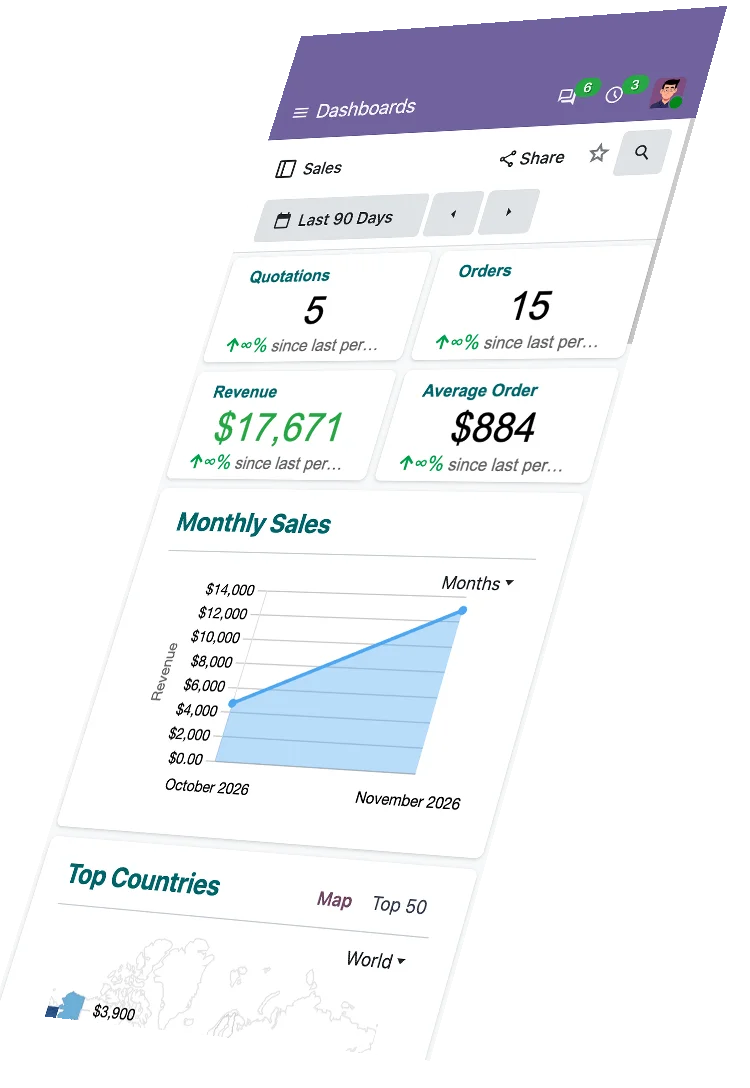 Dashboards
6
3
Sales
Share
Last 90 Days
Quotations
5
↑∞% since last per...
Orders
15
↑∞% since last per...
Revenue
$17,671
↑∞% since last per...
Average Order
$884
↑∞% since last per...
Monthly Sales
Months
Revenue
$14,000
$12,000
$10,000
$8,000
$6,000
$4,000
$2,000
$0.00
October 2026
November 2026
Top Countries
Map
Top 50
World
$3,900